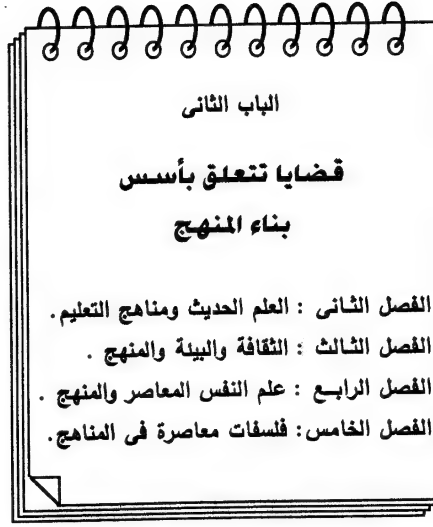 الباب الثانى
قضايا تتعلق بأسس
بناء المنهج
الفصل الثانى : العلم الحديث ومناهج التعليم .
الفصل الثالث : الثقافة والبيئة والمنهج .
الفصل الرابع : علم النفس المعاصر والمنهج .
الفصل الخامس : فلسفات معاصرة فى المناهج .